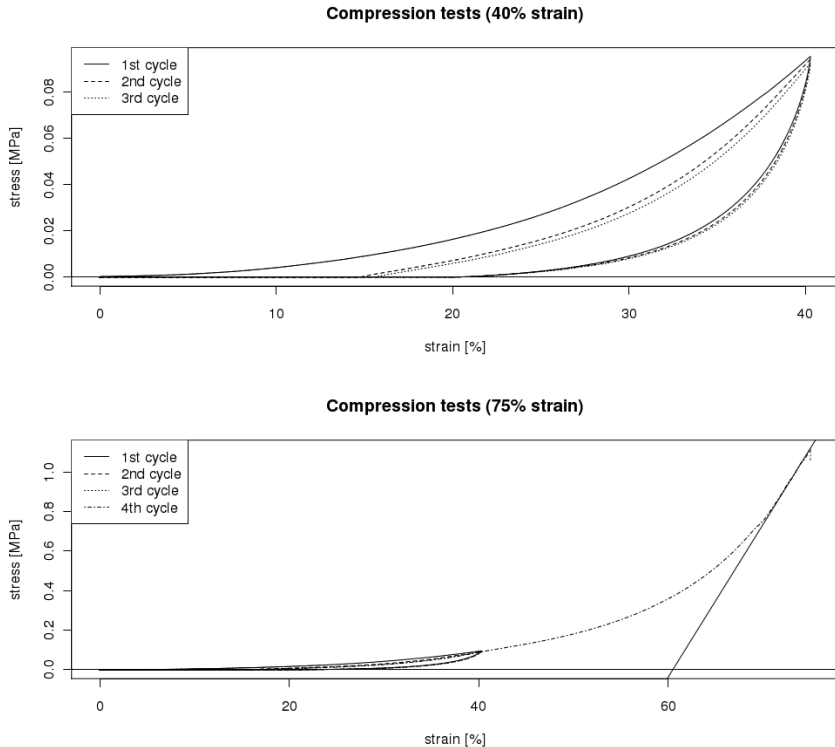 Compression tests (40% strain)
1st cycle
2nd cycle
3rd cycle
stress [MPa]
0.00
0.02
0.04
0.06
0.08
0
10
20
30
40
strain [%]
Compression tests (75% strain)
1st cycle
2nd cycle
3rd cycle
4th cycle
stress [MPa]
0.0
0.2
0.4
0.6
0.8
1.0
0
20
40
60
strain [%]